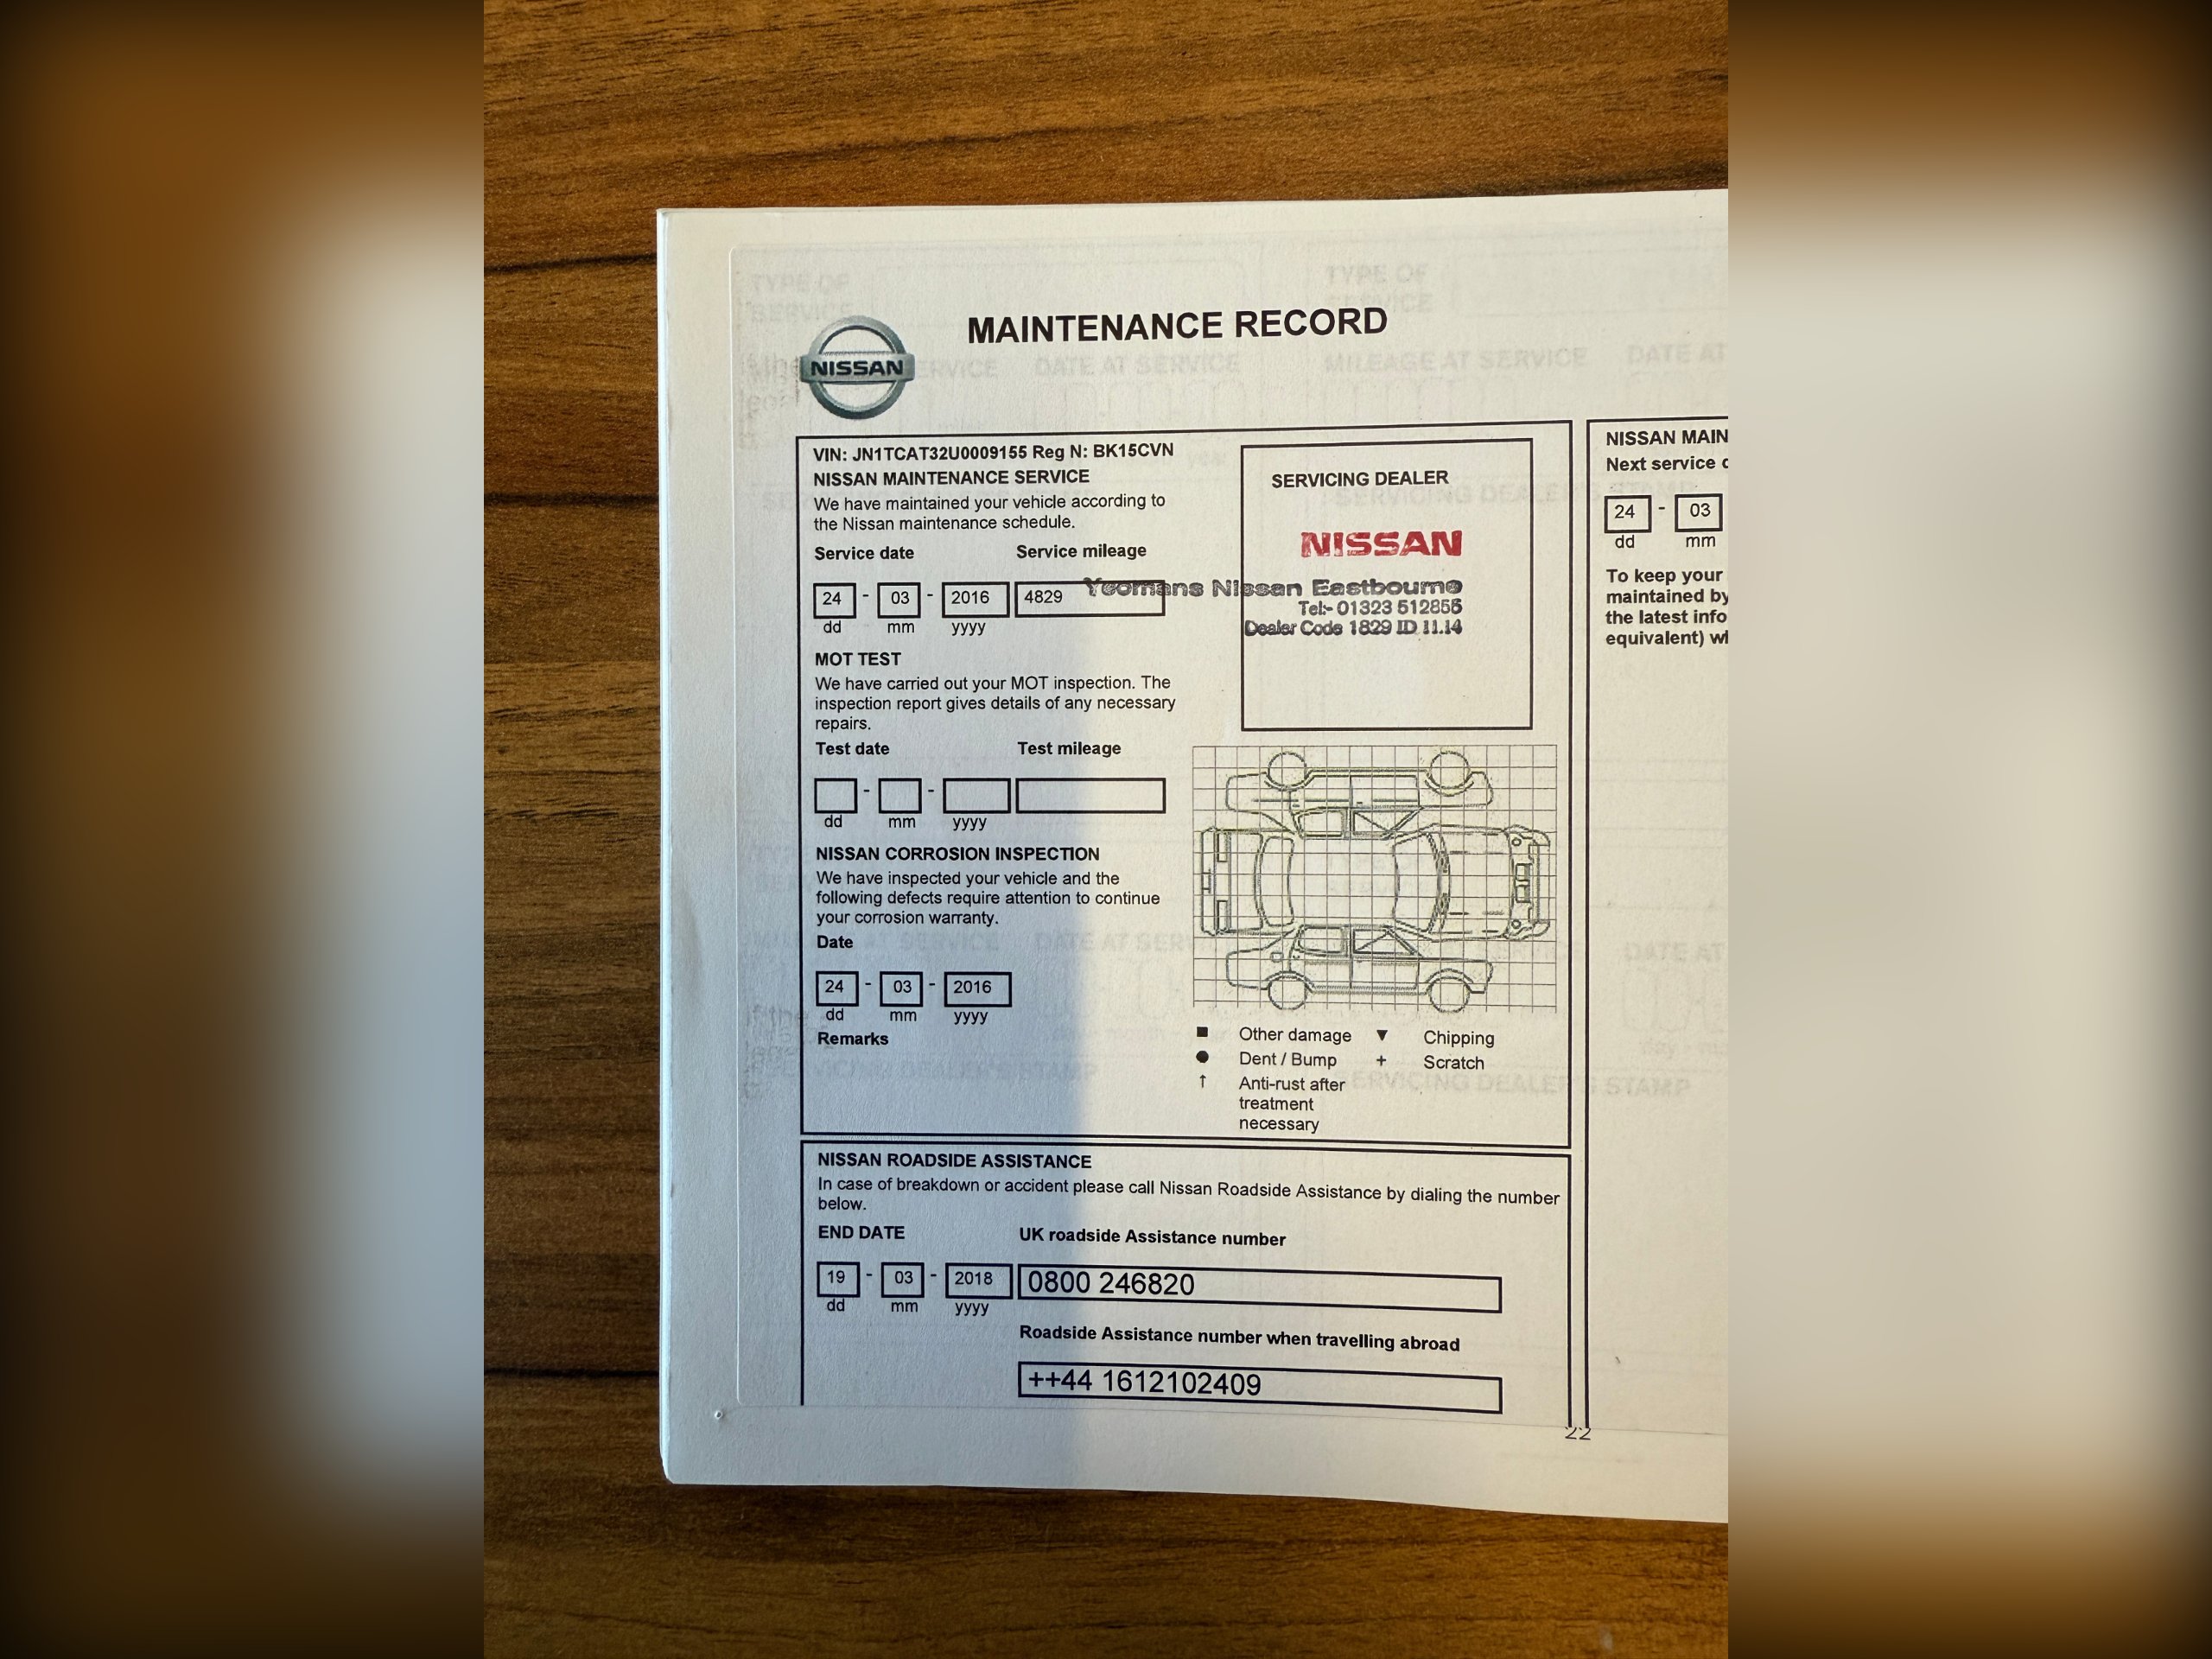 MAINTENANCE RECORD
NISSAN
VIN: JN1TCAT32U0009155 Reg N: BK15CVN
NISSAN MAINTENANCE SERVICE
We have maintained your vehicle according to
the Nissan maintenance schedule.
Service date Service mileage
24 - 03 - 2016 4829
dd mm yyyy
MOT TEST
We have carried out your MOT inspection. The
inspection report gives details of any necessary
repairs.
Test date Test mileage
- -
dd mm yyyy
NISSAN CORROSION INSPECTION
We have inspected your vehicle and the
following defects require attention to continue
your corrosion warranty.
Date
24 - 03 - 2016
dd mm yyyy
Remarks
SERVICING DEALER
NISSAN
Yeomans Nissan Eastbourne
Tel:- 01323 512855
Dealer Code 1829 ID 11.14
■ Other damage ▼ Chipping
● Dent / Bump + Scratch
↑ Anti-rust after
treatment
necessary
NISSAN ROADSIDE ASSISTANCE
In case of breakdown or accident please call Nissan Roadside Assistance by dialing the number
below.
END DATE UK roadside Assistance number
19 - 03 - 2018 0800 246820
dd mm yyyy
Roadside Assistance number when travelling abroad
++44 1612102409
NISSAN MAIN
Next service d
24 - 03
dd mm
To keep your
maintained by
the latest info
equivalent) wh
22